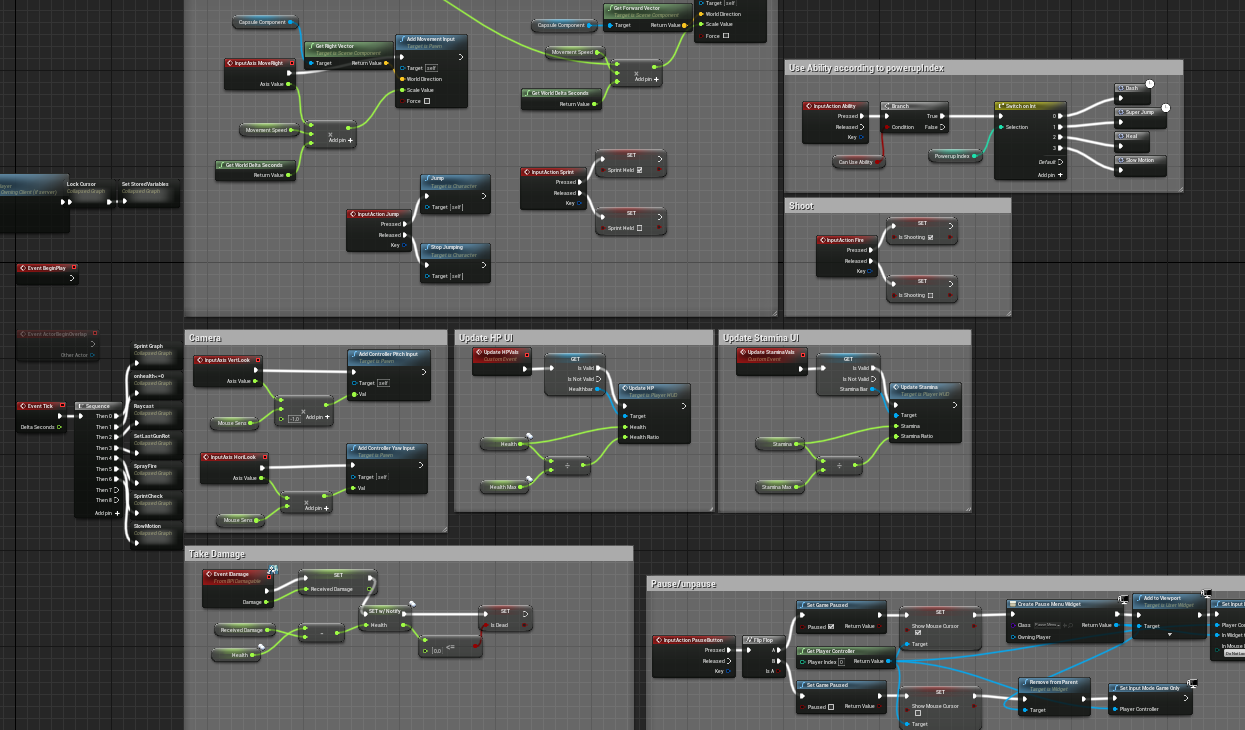 Capsule Component
Get Right Vector
Target is Scene Component
Target
Return Value
Add Movement Input
Target is Pawn
Target
self
World Direction
Scale Value
Force
InputAxis MoveRight
Axis Value
Movement Speed
Add pin
Get World Delta Seconds
Return Value
Capsule Component
Get Forward Vector
Target is Scene Component
Target
Return Value
Target
self
World Direction
Scale Value
Force
Movement Speed
Add pin
Get World Delta Seconds
Return Value
Lock Cursor
Collapsed Graph
Set StoredVariables
Collapsed Graph
Owning Client (if server)
InputAction Jump
Pressed
Released
Key
Jump
Target is Character
Target
self
Stop Jumping
Target is Character
Target
self
InputAction Sprint
Pressed
Released
Key
SET
Sprint Held
SET
Sprint Held
Use Ability according to powerupIndex
InputAction Ability
Pressed
Released
Key
Branch
True
Condition
False
Can Use Ability
Powerup Index
Switch on Int
0
Selection
1
2
3
Default
Add pin
Dash
Super Jump
Heal
Slow Motion
Shoot
InputAction Fire
Pressed
Released
Key
SET
Is Shooting
SET
Is Shooting
Event BeginPlay
Event ActorBeginOverlap
Other Actor
Event Tick
Delta Seconds
Sequence
Then 0
Then 1
Then 2
Then 3
Then 4
Then 5
Then 6
Then 7
Then 8
Add pin
Sprint Graph
Collapsed Graph
onhealth<=0
Collapsed Graph
Raycast
Collapsed Graph
SetLastGunRot
Collapsed Graph
SprayFire
Collapsed Graph
SprintCheck
Collapsed Graph
SlowMotion
Collapsed Graph
Camera
InputAxis VertLook
Axis Value
Mouse Sens
-1.0
Add pin
Add Controller Pitch Input
Target is Pawn
Target
self
Val
InputAxis HoriLook
Axis Value
Mouse Sens
Add pin
Add Controller Yaw Input
Target is Pawn
Target
self
Val
Update HP UI
Update HPVals
Custom Event
GET
Is Valid
Is Not Valid
Healthbar
Update HP
Target is Player HUD
Target
Health
Health Ratio
Health
Health Max
÷
Update Stamina UI
Update StaminaVals
Custom Event
GET
Is Valid
Is Not Valid
Stamina Bar
Update Stamina
Target is Player HUD
Target
Stamina
Stamina Ratio
Stamina
Stamina Max
÷
Take Damage
Event IDamage
From BPI Damagable
Damage
SET
Received Damage
Received Damage
Health
-
SET w/ Notify
Health
0.0
<=
SET
Is Dead
Pause/unpause
InputAction PauseButton
Pressed
Released
Key
Flip Flop
A
B
Is A
Set Game Paused
Paused
Return Value
Get Player Controller
Player Index
0
Return Value
Set Game Paused
Paused
Return Value
SET
Show Mouse Cursor
Target
SET
Show Mouse Cursor
Target
Create Pause Menu Widget
Class
Return Value
Owning Player
Add to Viewport
Target is User Widget
Target
Set Input
Player Co
In Widget
In Mouse
Remove from Parent
Target is Widget
Target
Set Input Mode Game Only
Player Controller